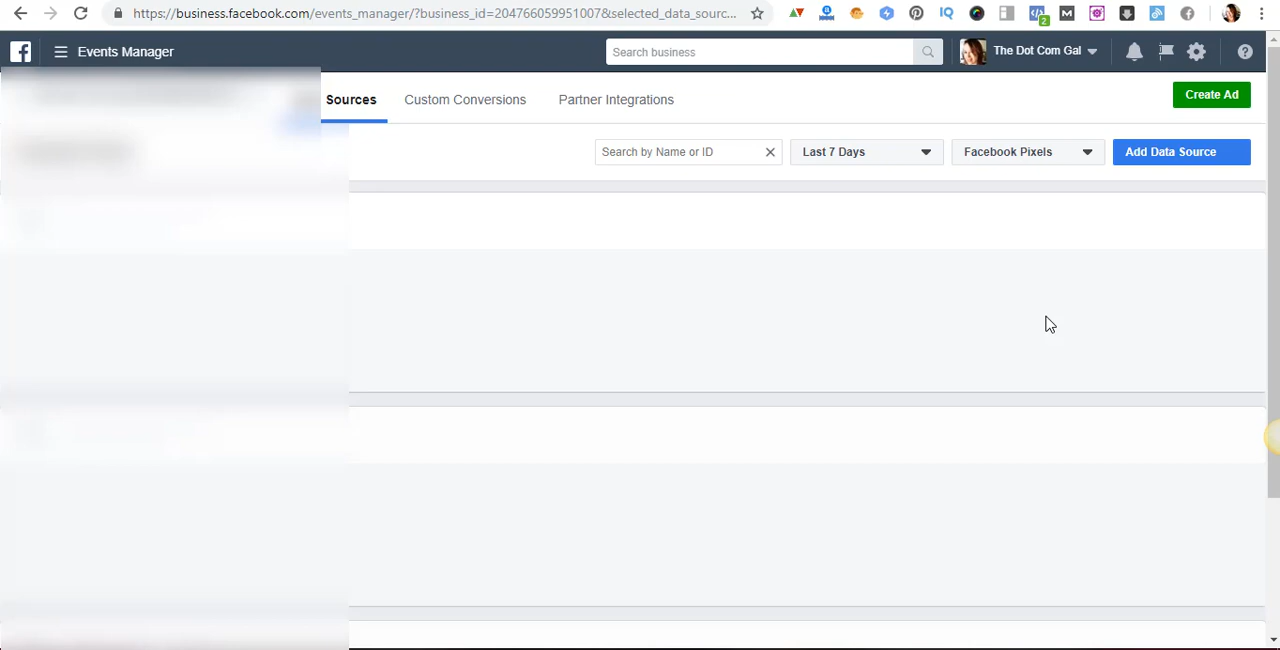 https://business.facebook.com/events_manager/?business_id=204766059951007&selected_data_sourc...
2
Events Manager
Search business
The Dot Com Gal
Sources
Custom Conversions
Partner Integrations
Create Ad
Search by Name or ID
Last 7 Days
Facebook Pixels
Add Data Source